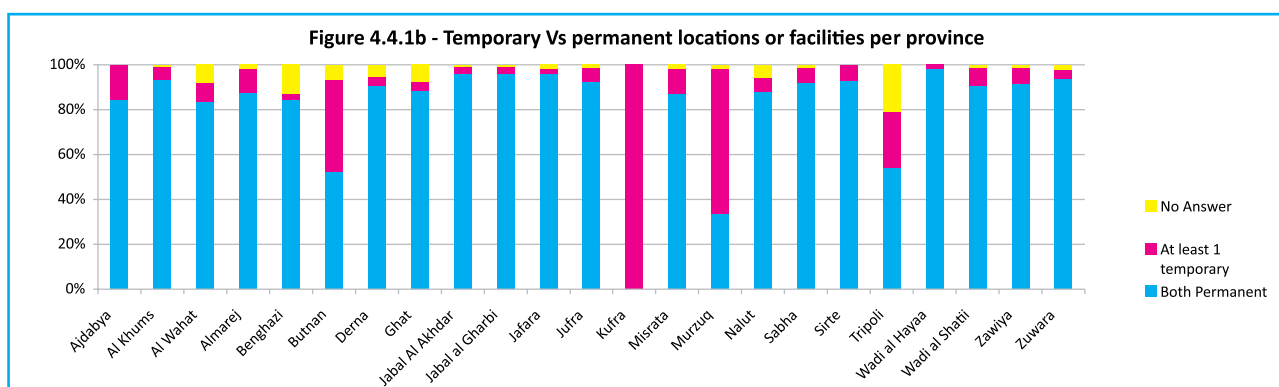 Figure 4.4.1b - Temporary Vs permanent locations or facilities per province
100%
80%
60%
40%
20%
0%
Ajdabya
Al Khums
Al Wahat
Almarej
Benghazi
Butnan
Derna
Ghat
Jabal Al Akhdar
Jabal al Gharbi
Jafara
Jufra
Kufra
Misrata
Murzuq
Nalut
Sabha
Sirte
Tripoli
Wadi al Hayaa
Wadi al Shatii
Zawiya
Zuwara
No Answer
At least 1
temporary
Both Permanent